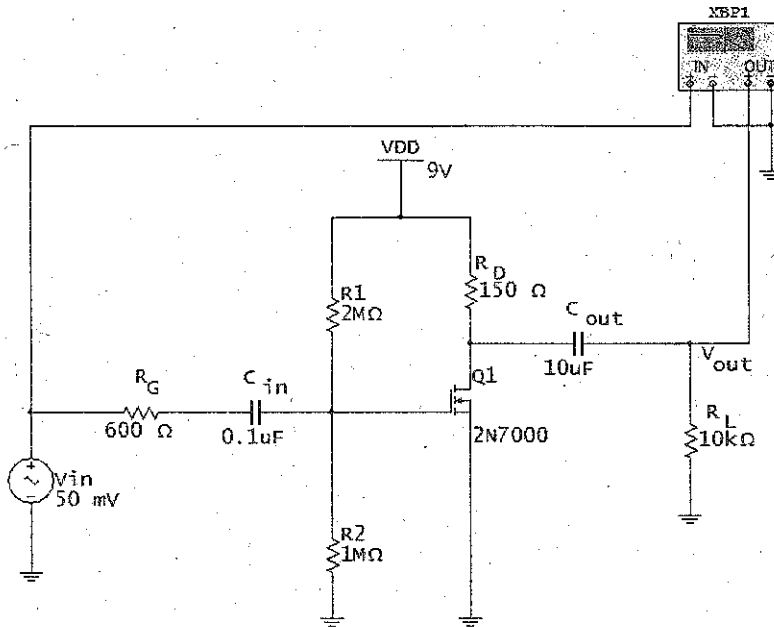 XBP1
IN OUT
VDD
9V
R1
2MΩ
R D
150 Ω
C out
10uF
V out
R G
600 Ω
C in
0.1uF
Q1
2N7000
R L
10kΩ
Vin
50 mV
R2
1MΩ